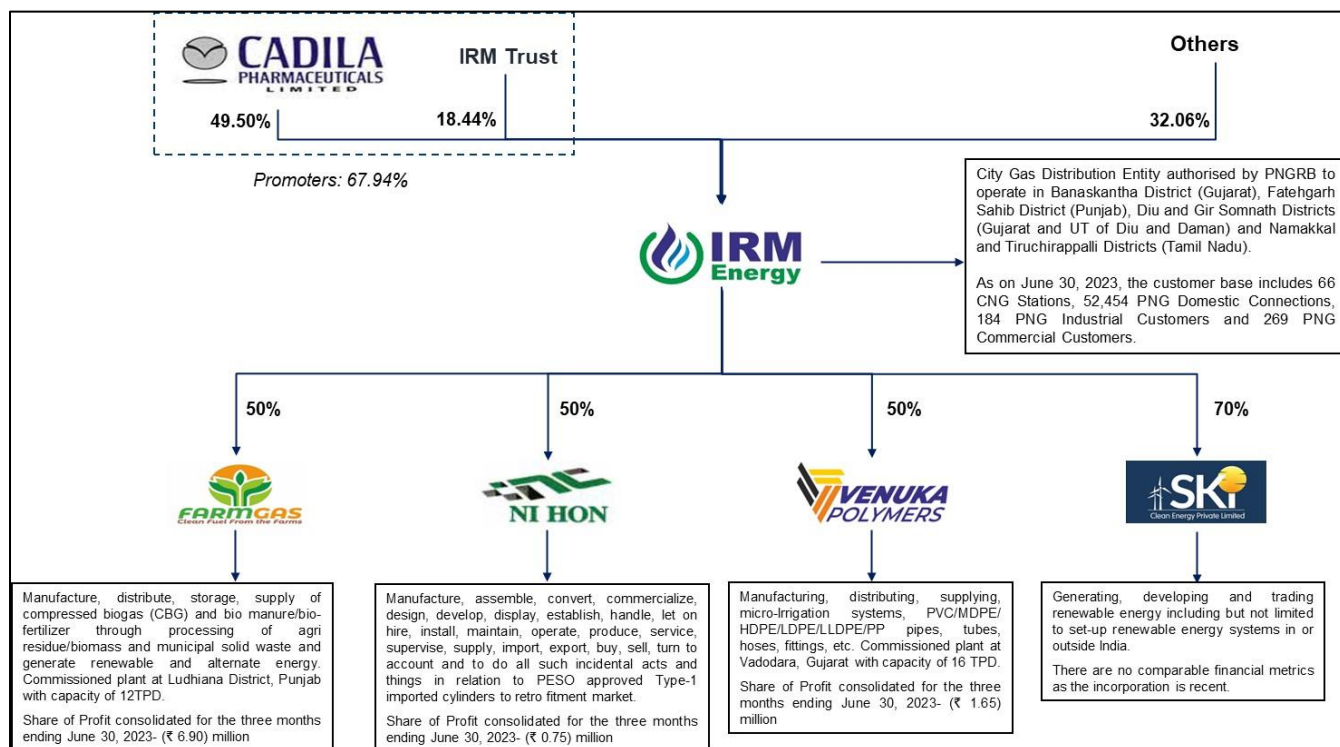 CADILA
PHARMACEUTICALS
LIMITED
IRM Trust
Others
49.50%
18.44%
32.06%
Promoters: 67.94%
City Gas Distribution Entity authorised by PNGRB to
operate in Banaskantha District (Gujarat), Fatehgarh
Sahib District (Punjab), Diu and Gir Somnath Districts
(Gujarat and UT of Diu and Daman) and Namakkal
and Tiruchirappalli Districts (Tamil Nadu).
As on June 30, 2023, the customer base includes 66
CNG Stations, 52,454 PNG Domestic Connections,
184 PNG Industrial Customers and 269 PNG
Commercial Customers.
IRM
Energy
50%
50%
50%
70%
FARMGAS
Clean Fuel From the Farms
NI HON
VENUKA
POLYMERS
SKI
Clean Energy Private Limited
Manufacture, distribute, storage, supply of
compressed biogas (CBG) and bio manure/bio-
fertilizer through processing of agri
residue/biomass and municipal solid waste and
generate renewable and alternate energy.
Commissioned plant at Ludhiana District, Punjab
with capacity of 12TPD.
Share of Profit consolidated for the three months
ending June 30, 2023- (₹ 6.90) million
Manufacture, assemble, convert, commercialize,
design, develop, display, establish, handle, let on
hire, install, maintain, operate, produce, service,
supervise, supply, import, export, buy, sell, turn to
account and to do all such incidental acts and
things in relation to PESO approved Type-1
imported cylinders to retro fitment market.
Share of Profit consolidated for the three months
ending June 30, 2023- (₹ 0.75) million
Manufacturing, distributing, supplying,
micro-Irrigation systems, PVC/MDPE/
HDPE/LDPE/LLDPE/PP pipes, tubes,
hoses, fittings, etc. Commissioned plant at
Vadodara, Gujarat with capacity of 16 TPD.
Share of Profit consolidated for the three
months ending June 30, 2023- (₹ 1.65)
million
Generating, developing and trading
renewable energy including but not limited
to set-up renewable energy systems in or
outside India.
There are no comparable financial metrics
as the incorporation is recent.